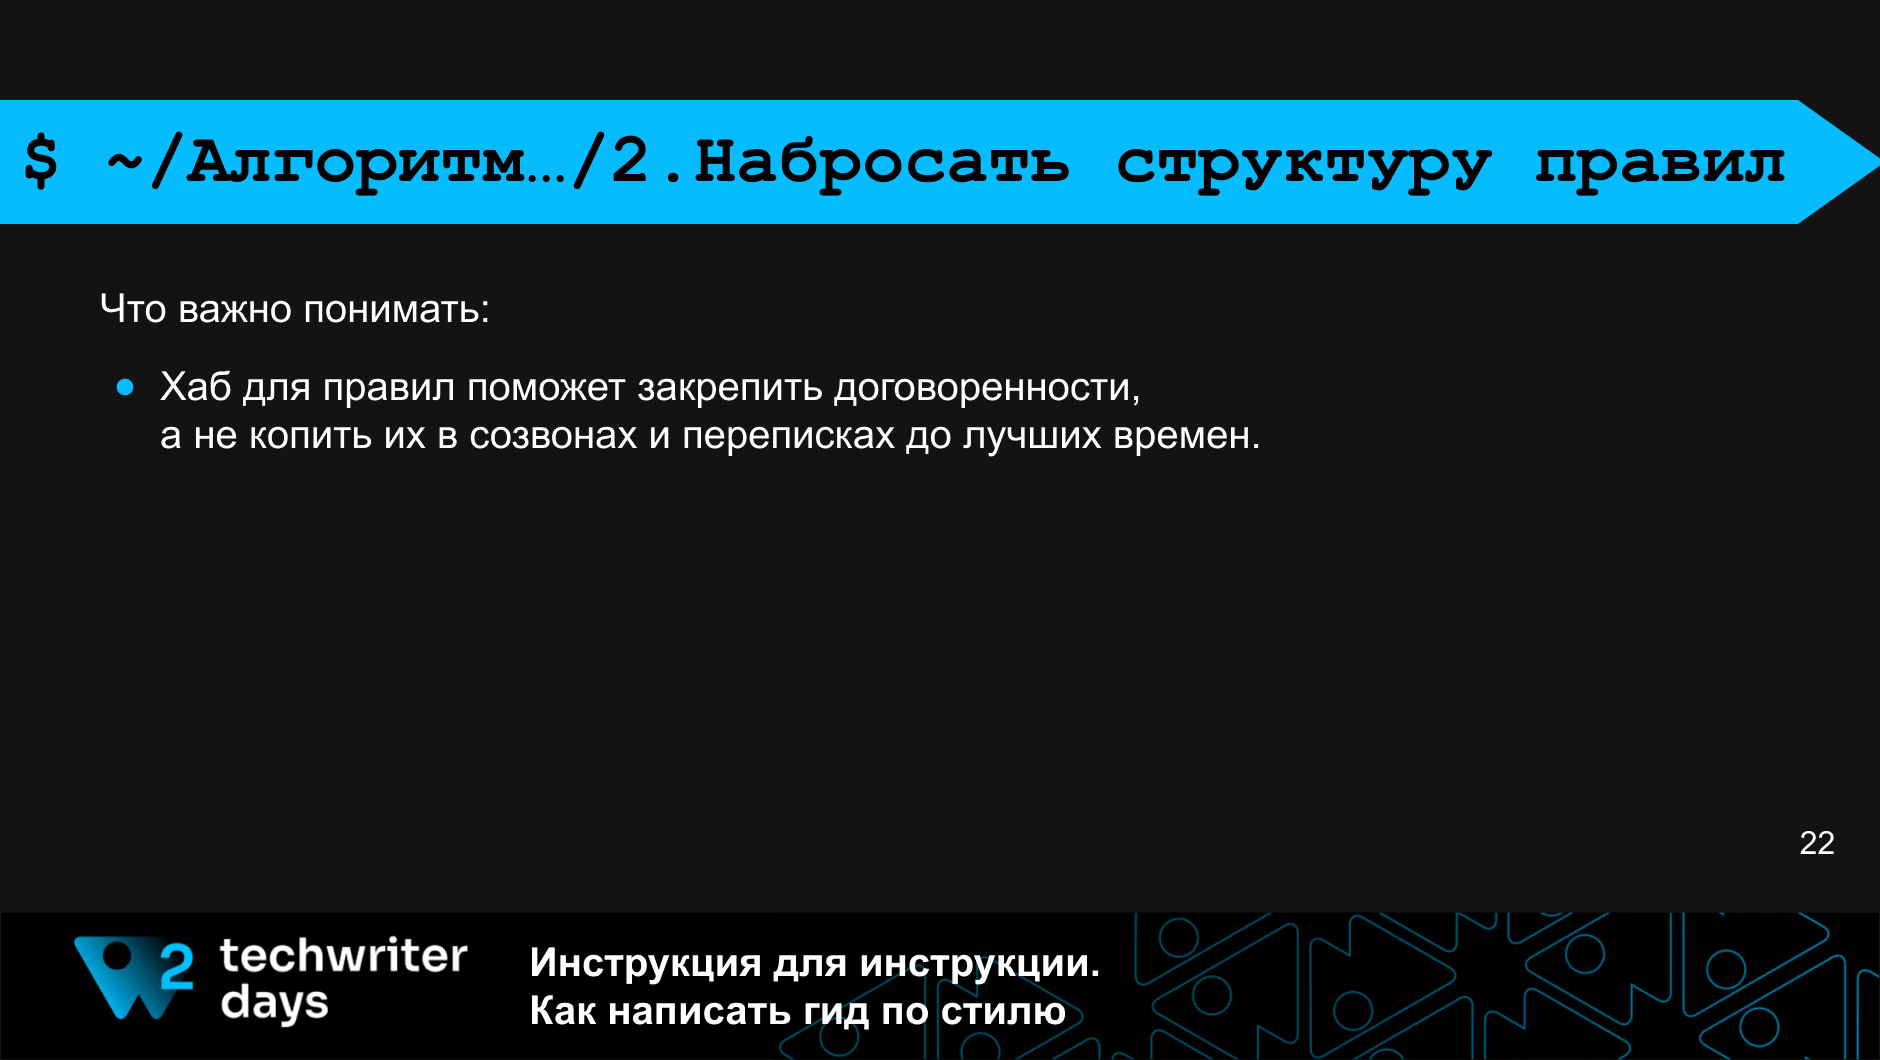 $ ~/Алгоритм…/2.Набросать структуру правил
Что важно понимать:
● Хаб для правил поможет закрепить договоренности,
а не копить их в созвонах и переписках до лучших времен.
22
2 techwriter
days
Инструкция для инструкции.
Как написать гид по стилю